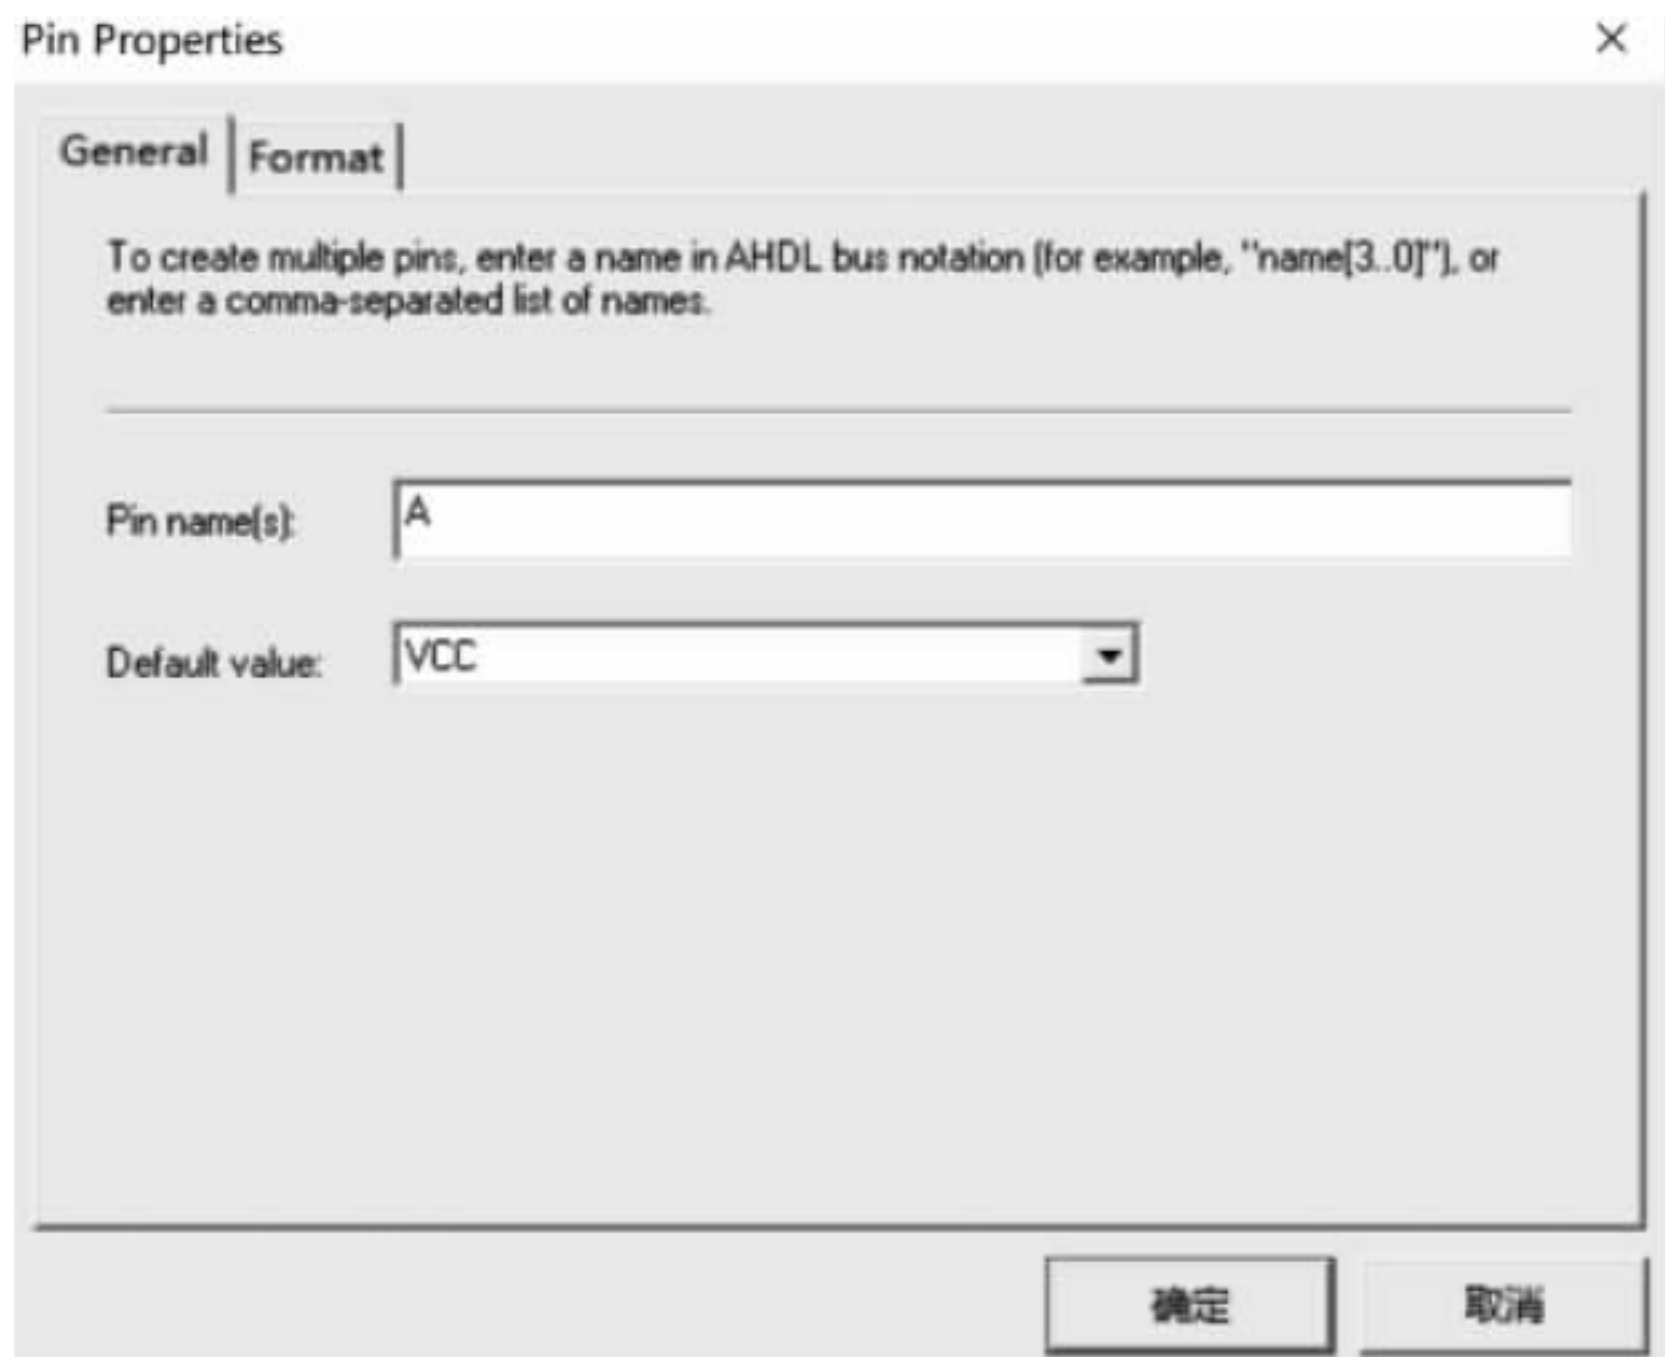 Pin Properties
General
Format
To create multiple pins, enter a name in AHDL bus notation (for example, "name[3..0]"), or
enter a comma-separated list of names.
Pin name(s):
A
Default value:
VCC
确定
取消